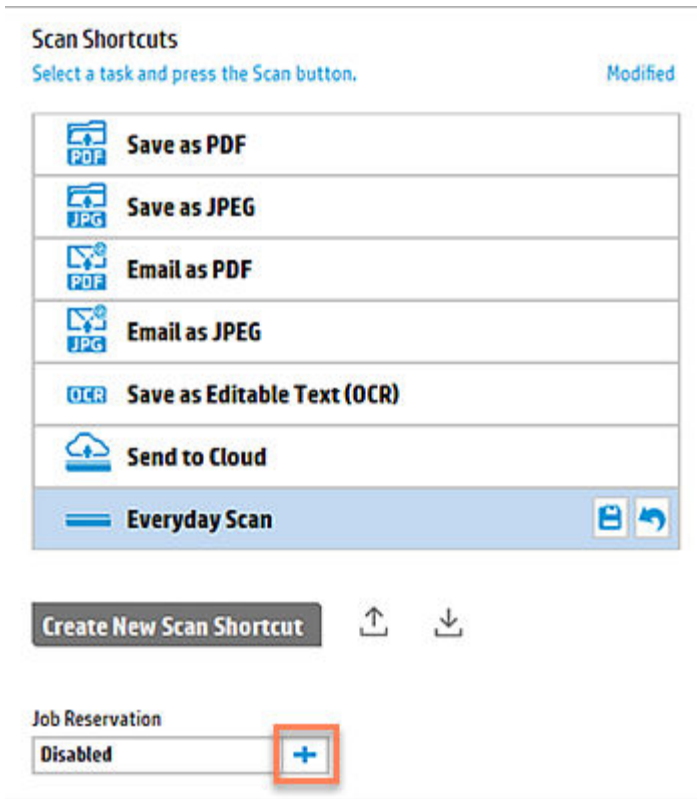 Scan Shortcuts
Select a task and press the Scan button. Modified
PDF Save as PDF
JPG Save as JPEG
PDF Email as PDF
JPG Email as JPEG
OCR Save as Editable Text (OCR)
Send to Cloud
Everyday Scan
Create New Scan Shortcut
Job Reservation
Disabled